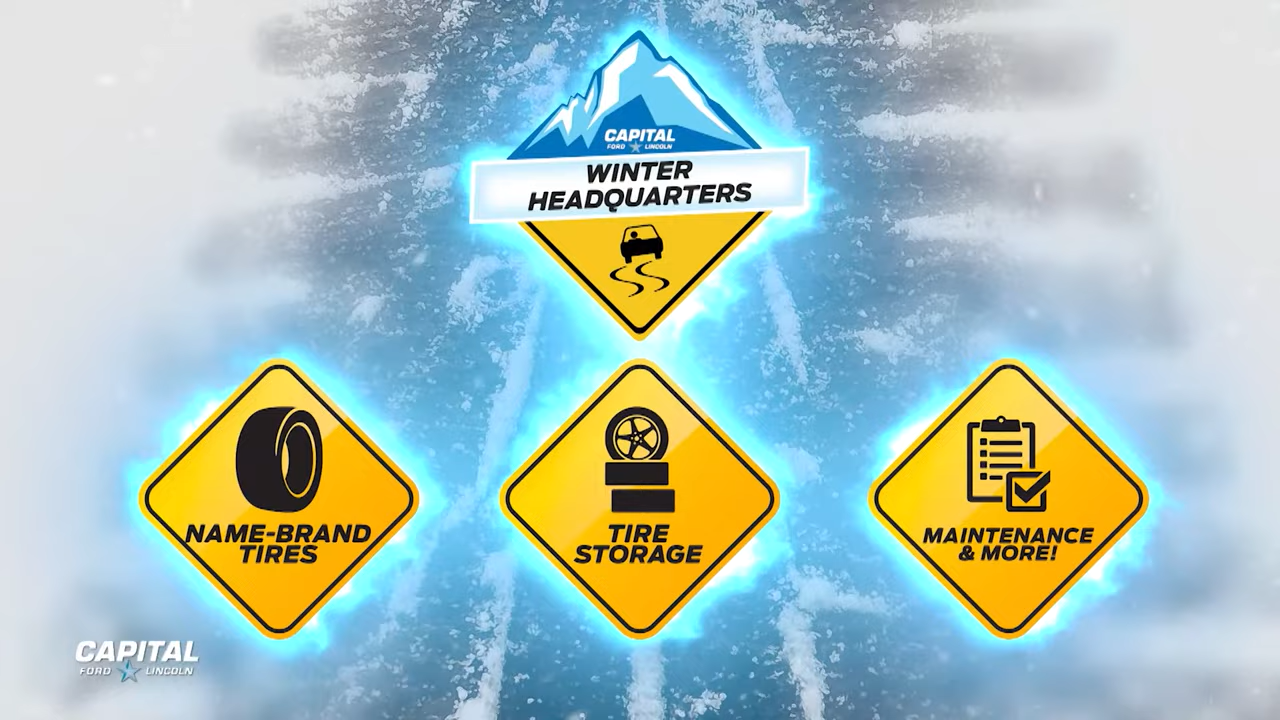 CAPITAL
FORD LINCOLN
WINTER
HEADQUARTERS
NAME-BRAND
TIRES
TIRE
STORAGE
MAINTENANCE
& MORE!
CAPITAL
FORD LINCOLN